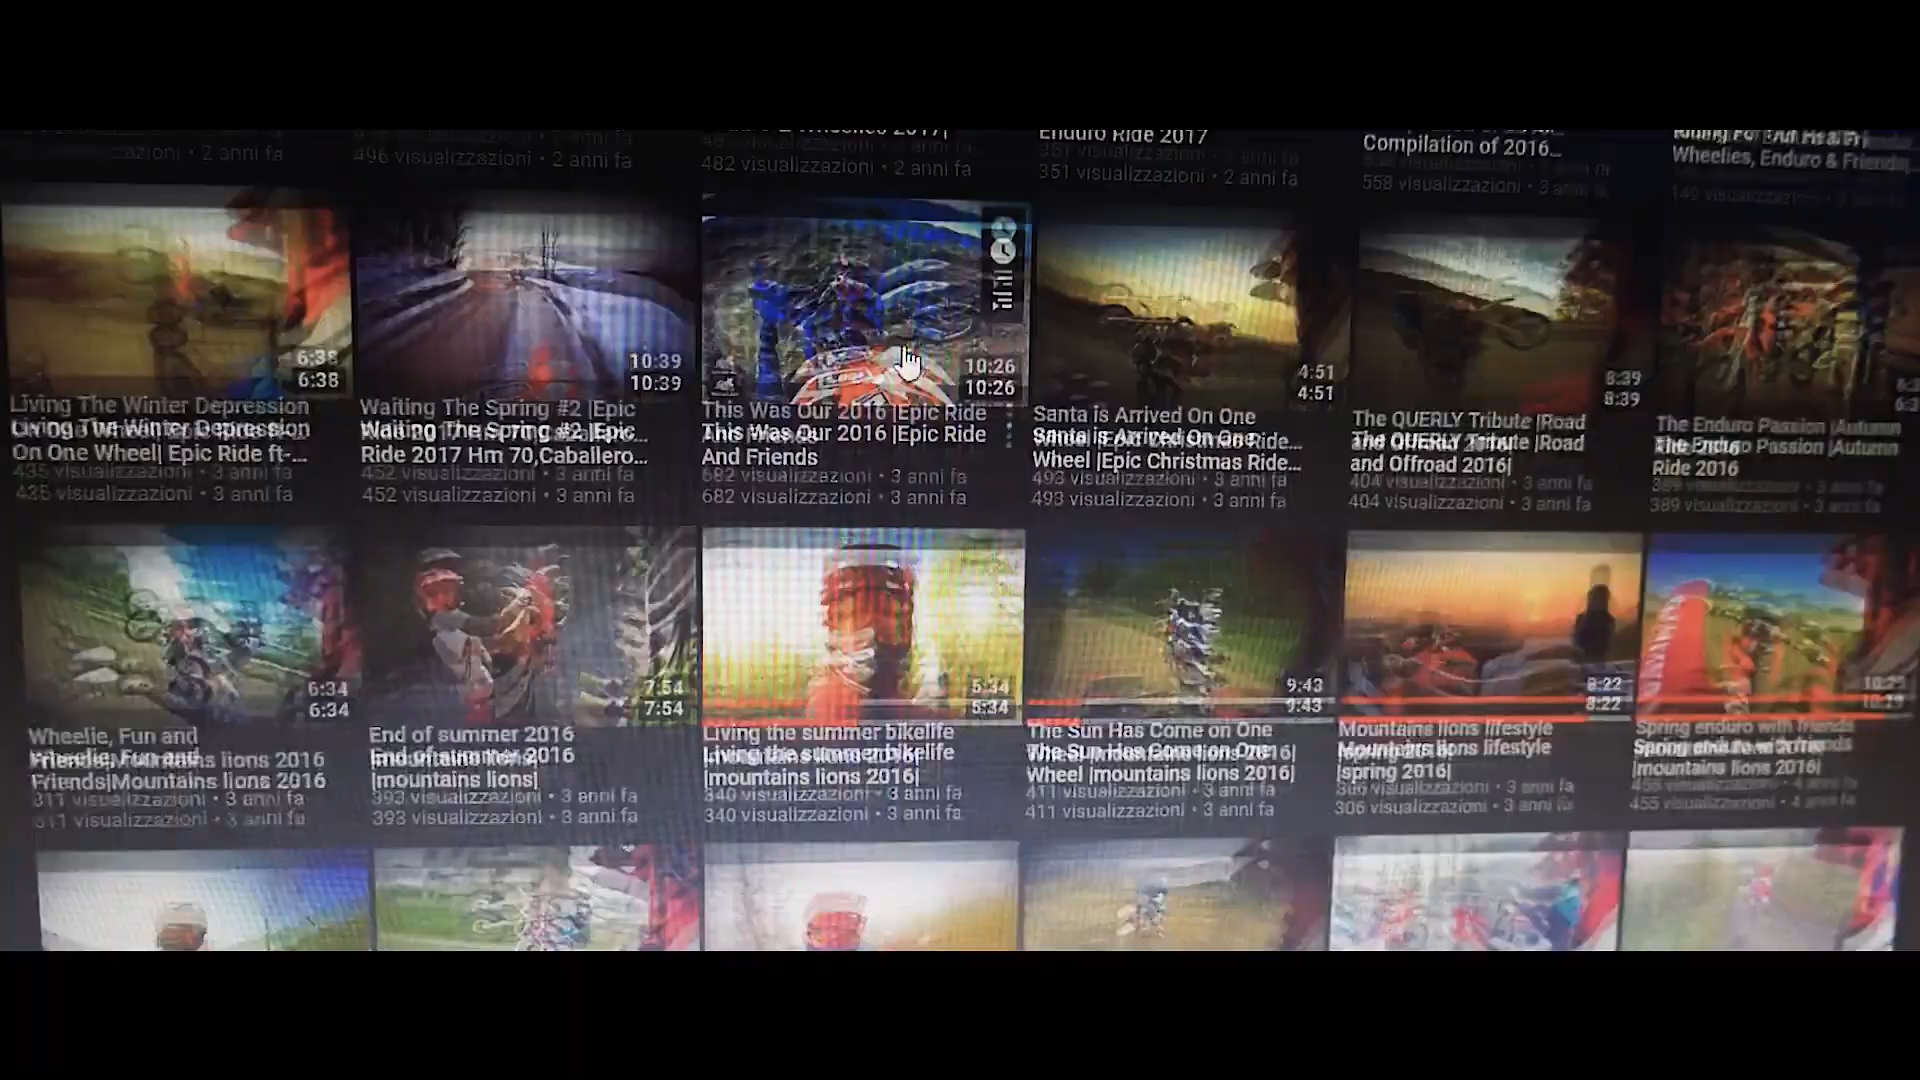 Enduro Ride 2017
Compilation of 2016...
Wheelies, Enduro & Friends
496 visualizzazioni • 2 anni fa
482 visualizzazioni • 2 anni fa
351 visualizzazioni • 2 anni fa
558 visualizzazioni • 3 anni fa
6:38
10:39
10:26
4:51
8:39
Living The Winter Depression
On One Wheel| Epic Ride ft-...
435 visualizzazioni • 3 anni fa
Waiting The Spring #2 |Epic
Ride 2017 Hm 70,Caballero...
452 visualizzazioni • 3 anni fa
This Was Our 2016 |Epic Ride
And Friends
682 visualizzazioni • 3 anni fa
Santa is Arrived On One
Wheel |Epic Christmas Ride...
493 visualizzazioni • 3 anni fa
The QUERLY Tribute |Road
and Offroad 2016|
404 visualizzazioni • 3 anni fa
The Enduro Passion |Autumn
Ride 2016
389 visualizzazioni • 3 anni fa
6:34
7:54
5:34
9:43
8:22
Wheelie, Fun and
Friends|Mountains lions 2016
311 visualizzazioni • 3 anni fa
End of summer 2016
|mountains lions|
393 visualizzazioni • 3 anni fa
Living the summer bikelife
|mountains lions 2016|
340 visualizzazioni • 3 anni fa
The Sun Has Come on One
Wheel |mountains lions 2016|
411 visualizzazioni • 3 anni fa
Mountains lions lifestyle
|spring 2016|
306 visualizzazioni • 3 anni fa
Spring enduro with friends
|mountains lions 2016|
455 visualizzazioni • 4 anni fa